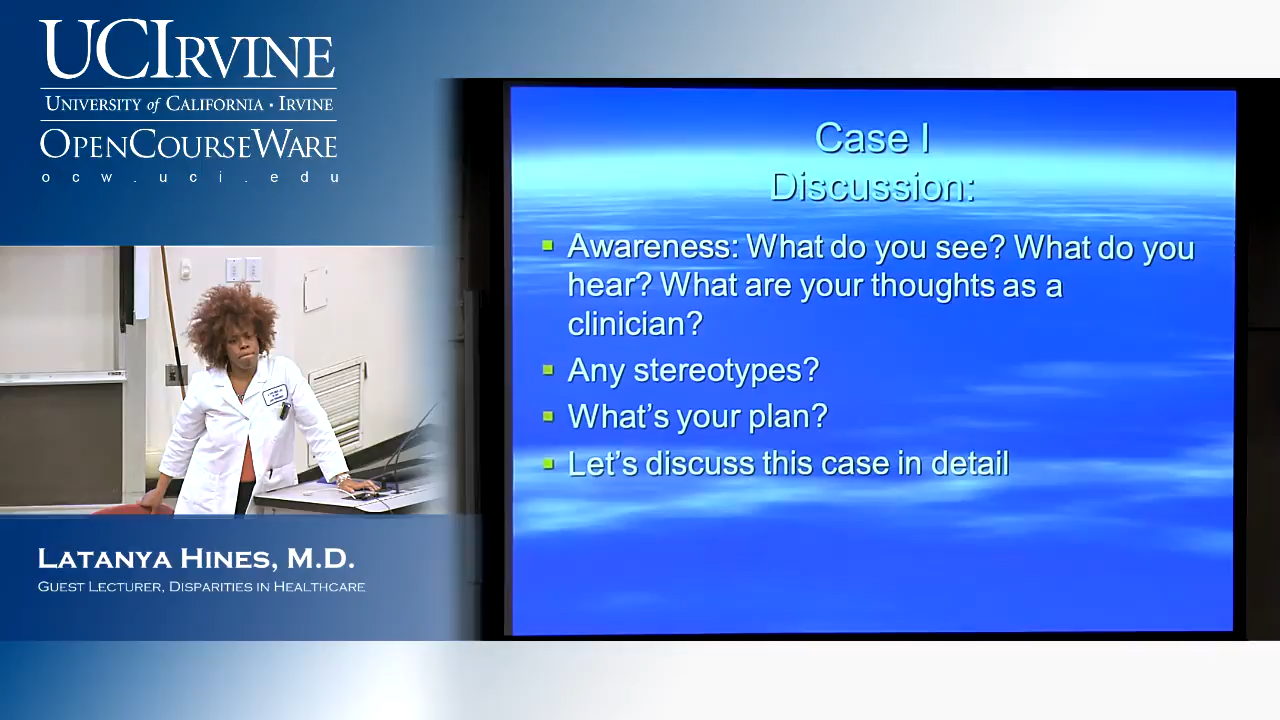 UCIRVINE
UNIVERSITY of CALIFORNIA · IRVINE
OPENCOURSEWARE
ocw.uci.edu
LATANYA HINES, M.D.
GUEST LECTURER, DISPARITIES IN HEALTHCARE
Case I
Discussion:
Awareness: What do you see? What do you
hear? What are your thoughts as a
clinician?
Any stereotypes?
What's your plan?
Let's discuss this case in detail